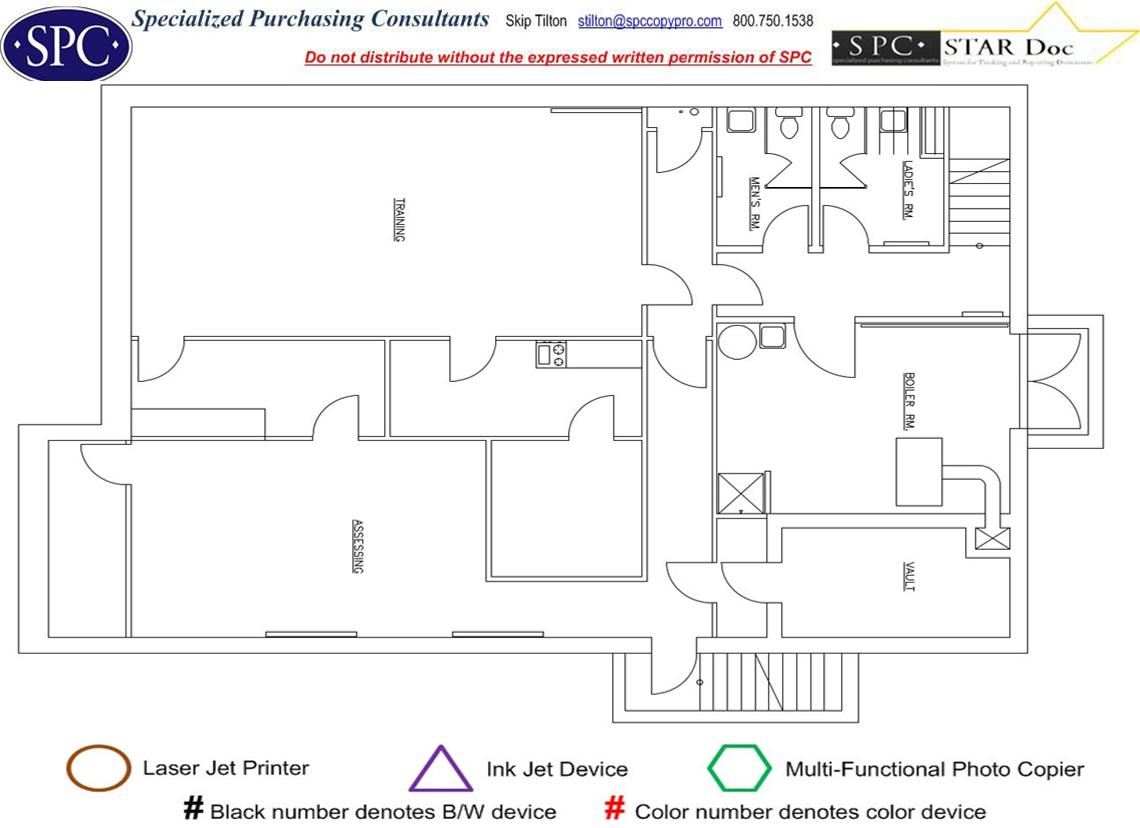 SPC
Specialized Purchasing Consultants Skip Tilton stilton@spccopypro.com 800.750.1538
Do not distribute without the expressed written permission of SPC
· S P C · STAR Doc
specialized purchasing consultants System for Tracking and Reporting Documents
TRAINING
MEN'S RM.
LADIE'S RM.
BOILER RM.
ASSESSING
VAULT
Laser Jet Printer Ink Jet Device Multi-Functional Photo Copier
# Black number denotes B/W device # Color number denotes color device